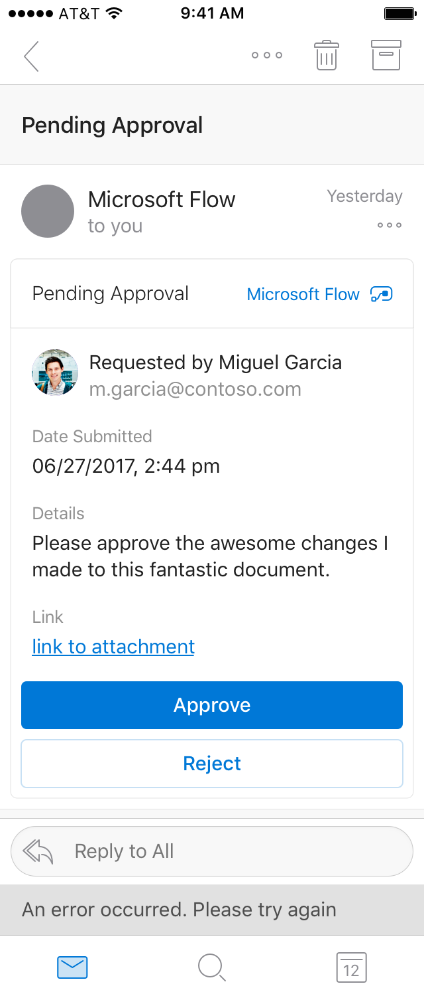 AT&T 9:41 AM
Pending Approval
Microsoft Flow
Yesterday
to you
Pending Approval
Microsoft Flow
Requested by Miguel Garcia
m.garcia@contoso.com
Date Submitted
06/27/2017, 2:44 pm
Details
Please approve the awesome changes I
made to this fantastic document.
Link
link to attachment
Approve
Reject
Reply to All
An error occurred. Please try again
12